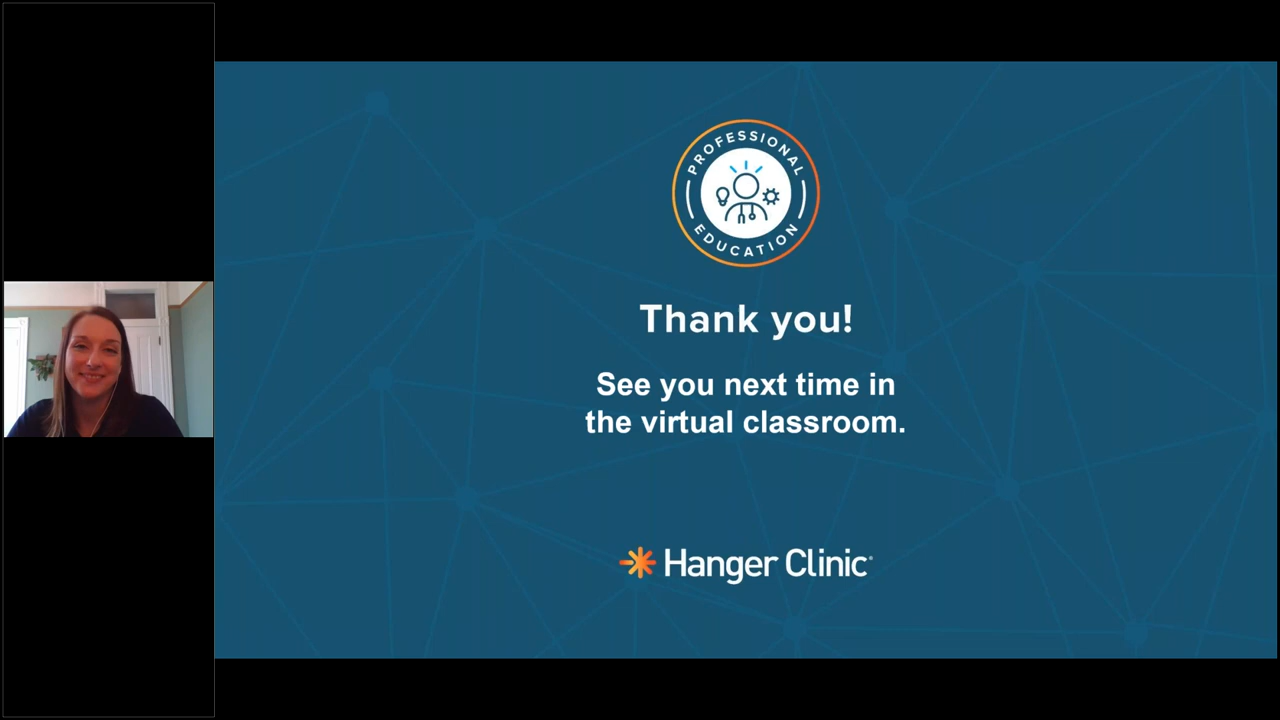 PROFESSIONAL
EDUCATION
Thank you!
See you next time in
the virtual classroom.
Hanger Clinic®